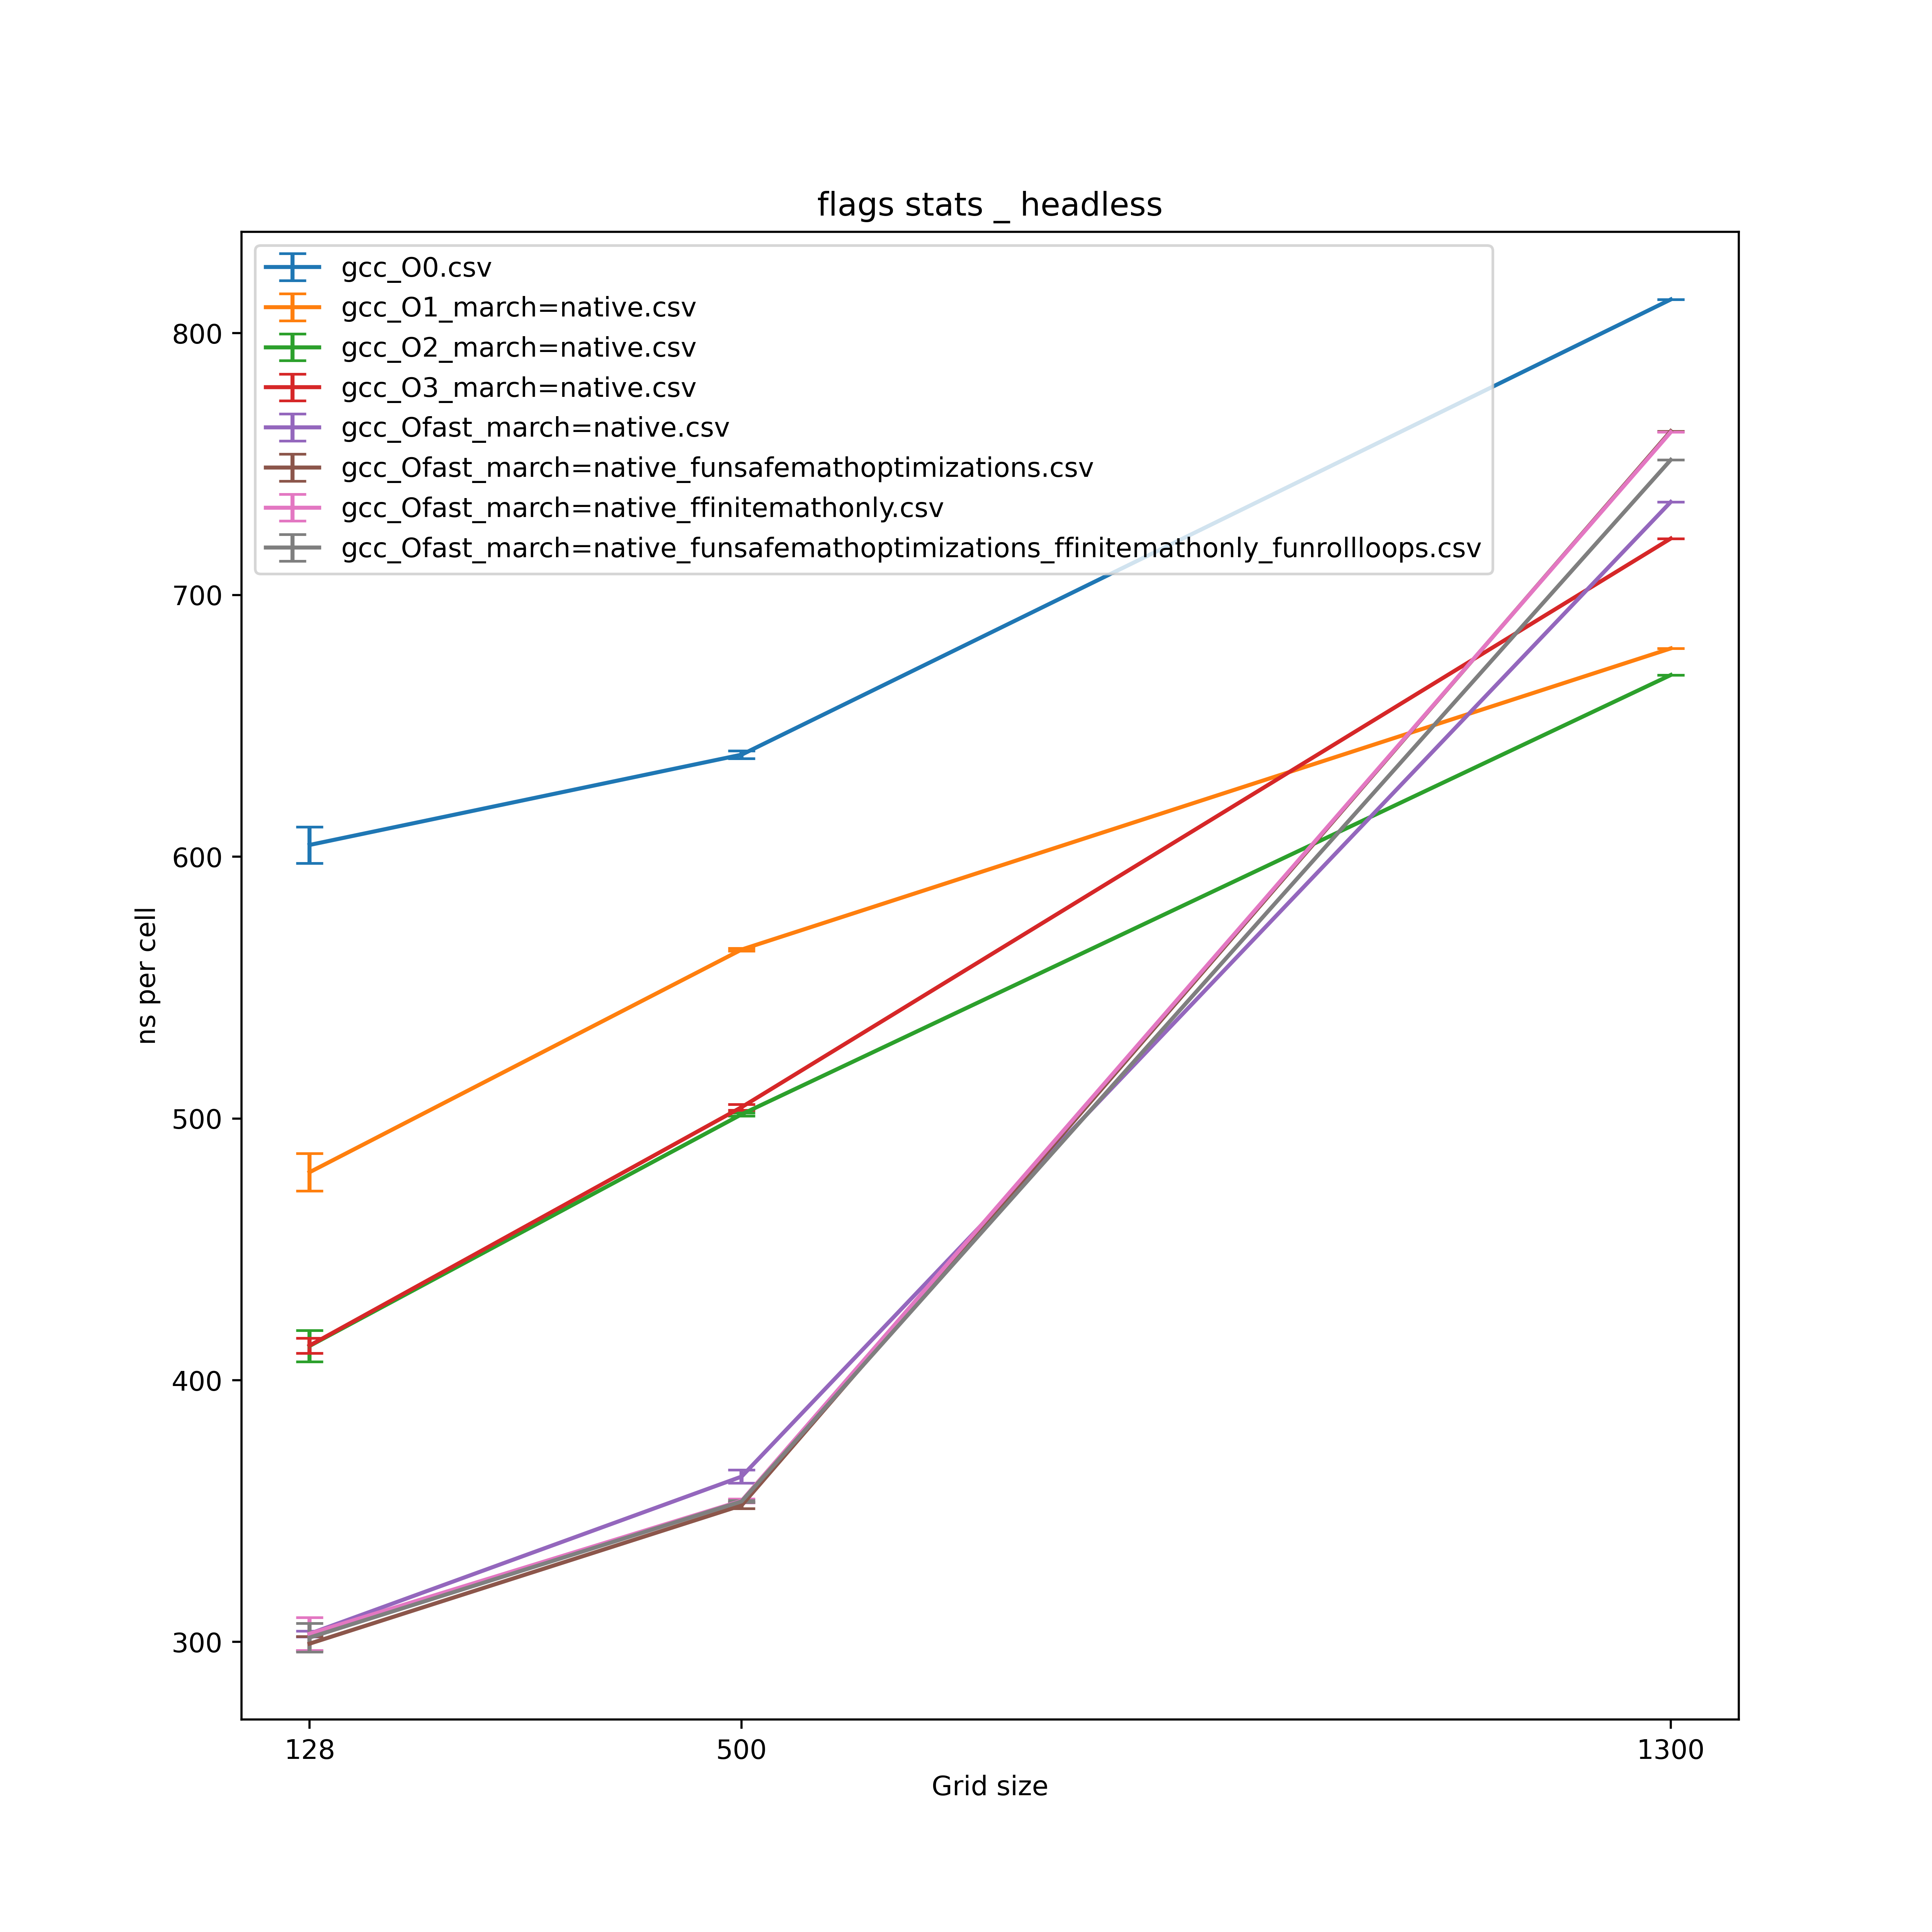 flags stats _ headless
gcc_O0.csv
gcc_O1_march=native.csv
gcc_O2_march=native.csv
gcc_O3_march=native.csv
gcc_Ofast_march=native.csv
gcc_Ofast_march=native_funsafemathoptimizations.csv
gcc_Ofast_march=native_ffinitemathonly.csv
gcc_Ofast_march=native_funsafemathoptimizations_ffinitemathonly_funrollloops.csv
800
700
600
500
400
300
ns per cell
128 500 1300
Grid size